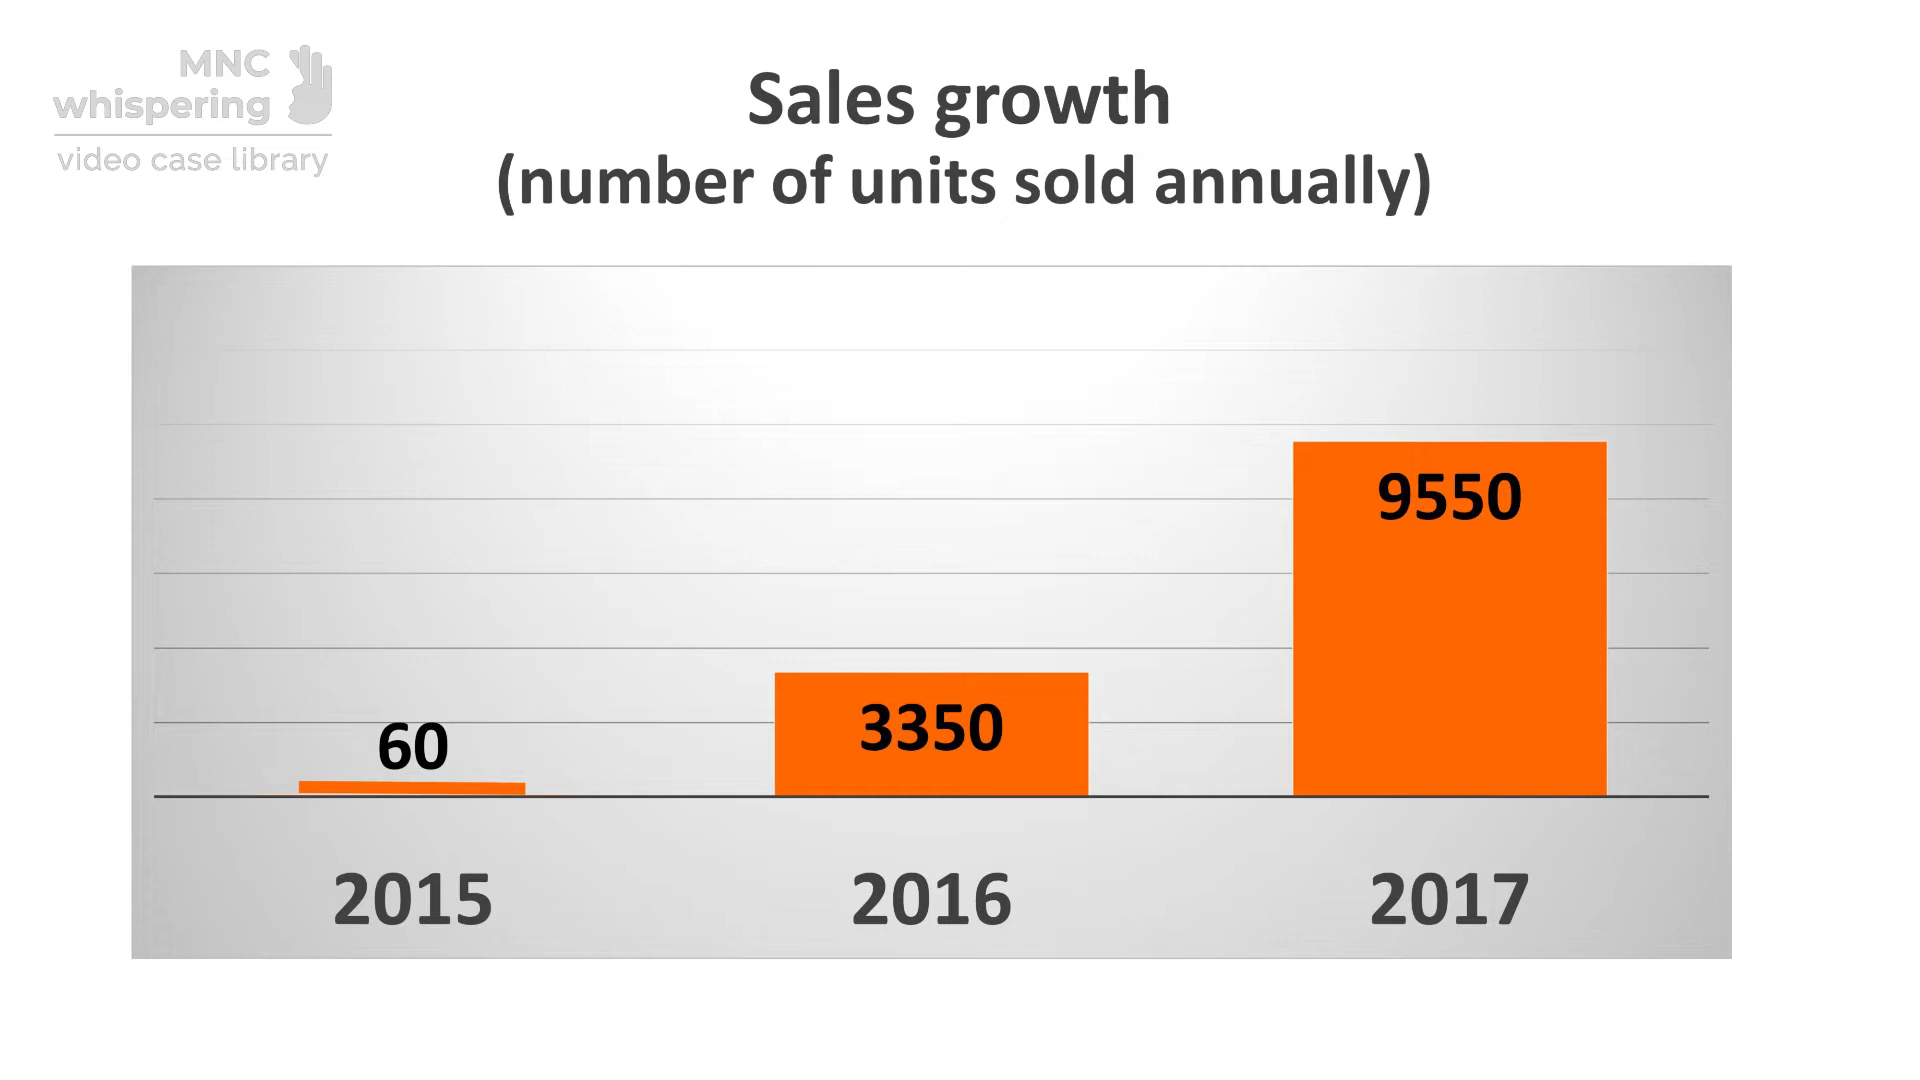 MNC
whispering
video case library
Sales growth
(number of units sold annually)
60
3350
9550
2015
2016
2017